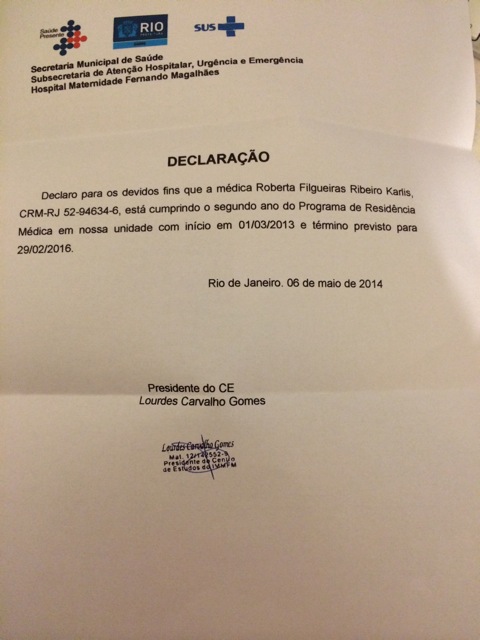 Saúde
Presente
RIO
SUS
Secretaria Municipal de Saúde
Subsecretaria de Atenção Hospitalar, Urgência e Emergência
Hospital Maternidade Fernando Magalhães
DECLARAÇÃO
Declaro para os devidos fins que a médica Roberta Filgueiras Ribeiro Karlis,
CRM-RJ 52-94634-6, está cumprindo o segundo ano do Programa de Residência
Médica em nossa unidade com início em 01/03/2013 e término previsto para
29/02/2016.
Rio de Janeiro. 06 de maio de 2014
Presidente do CE
Lourdes Carvalho Gomes
Lourdes Carvalho Gomes
Mat.
Presidente do Centro
de Estudos do